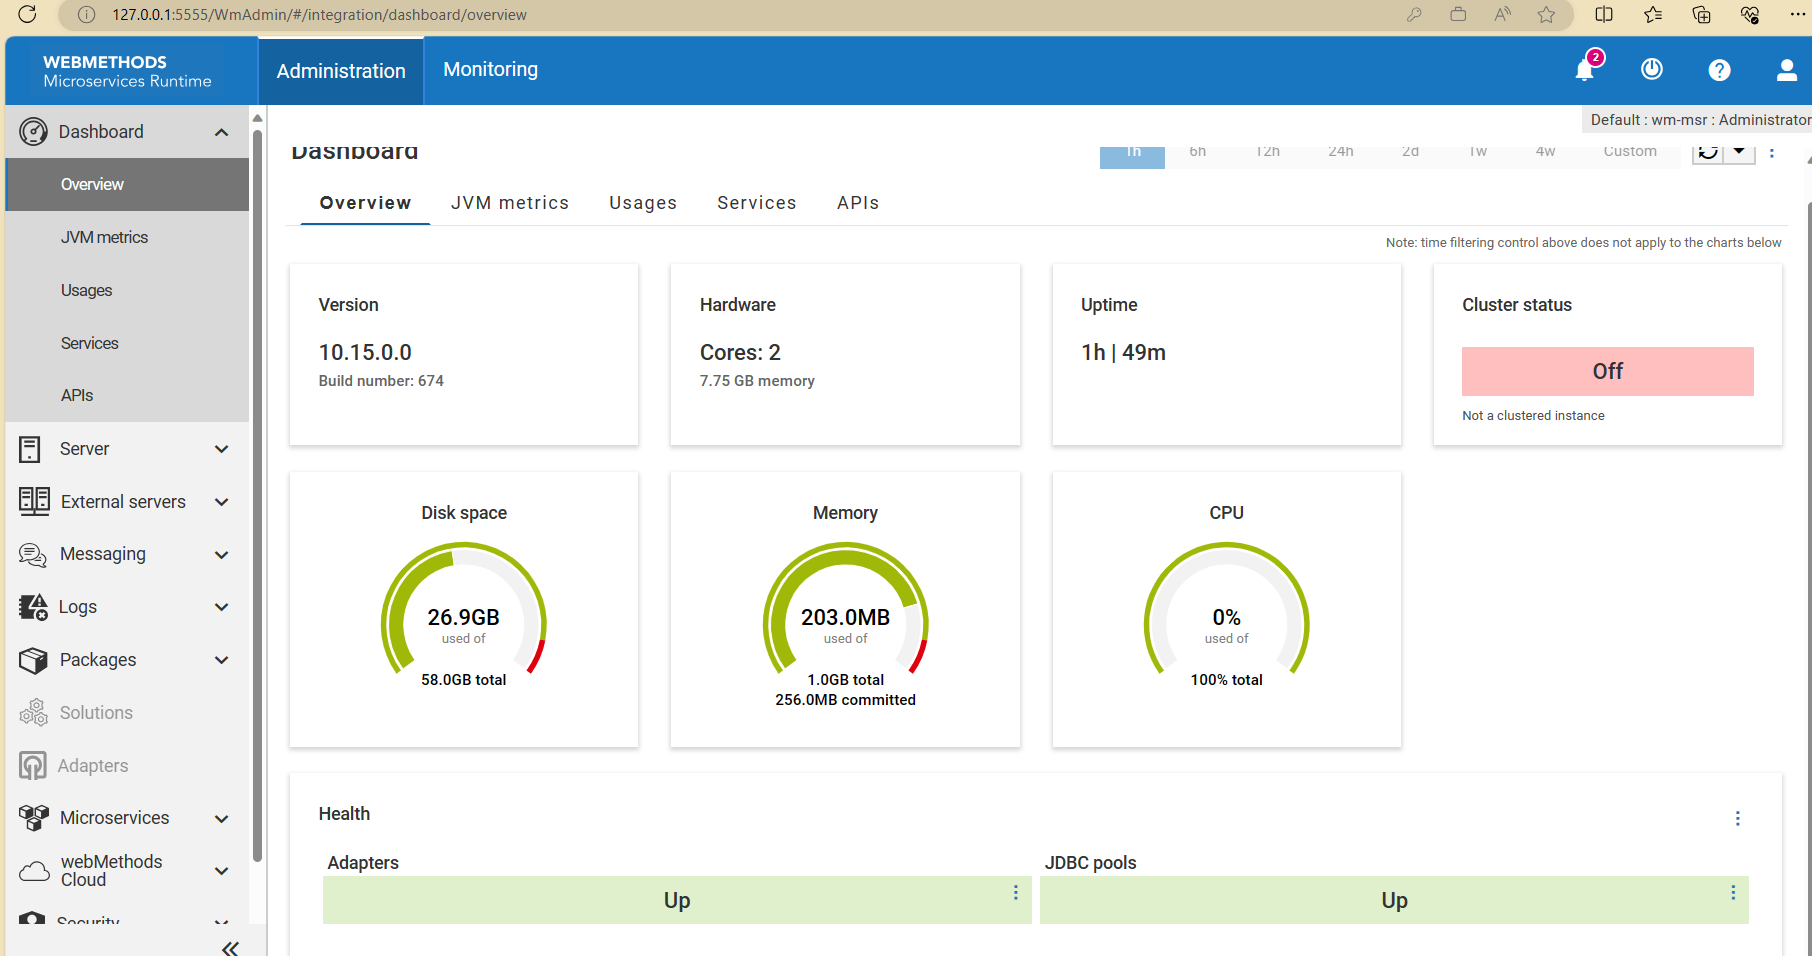 127.0.0.1:5555/WmAdmin/#/integration/dashboard/overview
WEBMETHODS
Microservices Runtime
Administration
Monitoring
2
Default : wm-msr : Administrator
Dashboard
Overview
JVM metrics
Usages
Services
APIs
Server
External servers
Messaging
Logs
Packages
Solutions
Adapters
Microservices
webMethods
Cloud
Security
Dashboard
1h 6h 12h 24h 2d 1w 4w Custom
Overview JVM metrics Usages Services APIs
Note: time filtering control above does not apply to the charts below
Version
10.15.0.0
Build number: 674
Hardware
Cores: 2
7.75 GB memory
Uptime
1h | 49m
Cluster status
Off
Not a clustered instance
Disk space
26.9GB
used of
58.0GB total
Memory
203.0MB
used of
1.0GB total
256.0MB committed
CPU
0%
used of
100% total
Health
Adapters
Up
JDBC pools
Up